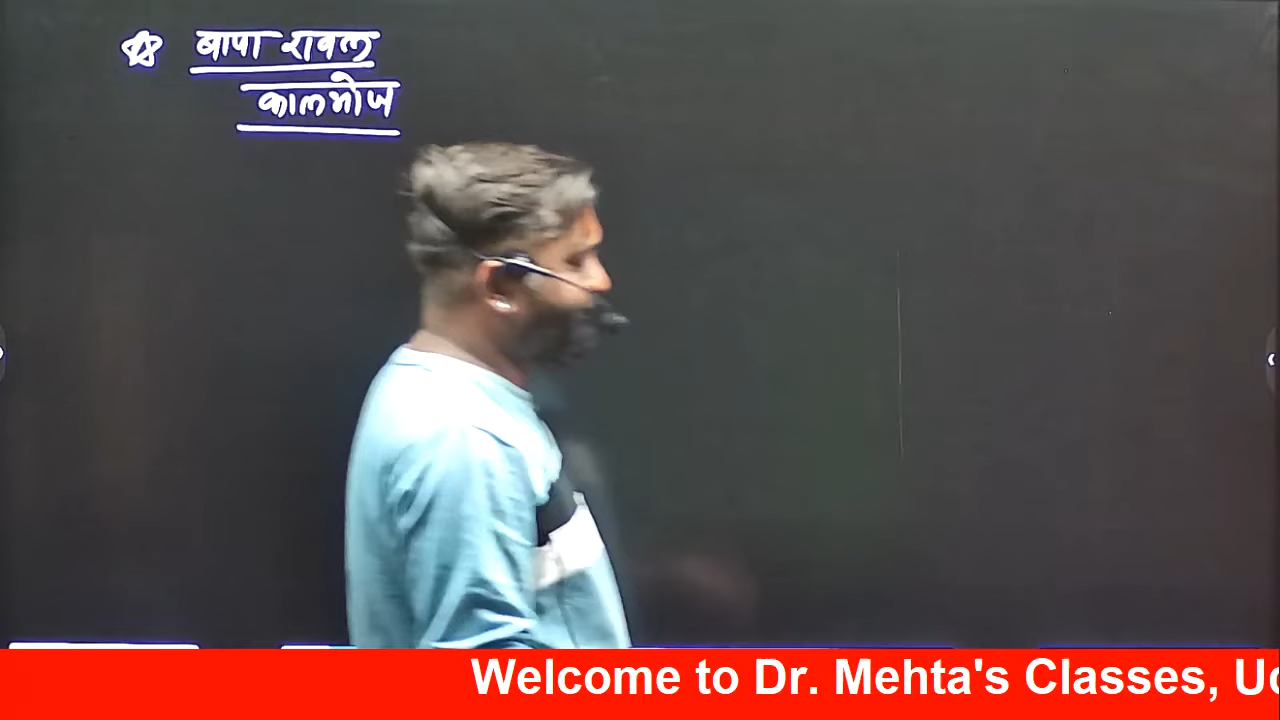 बापा रावल
कालभोज
Welcome to Dr. Mehta's Classes,